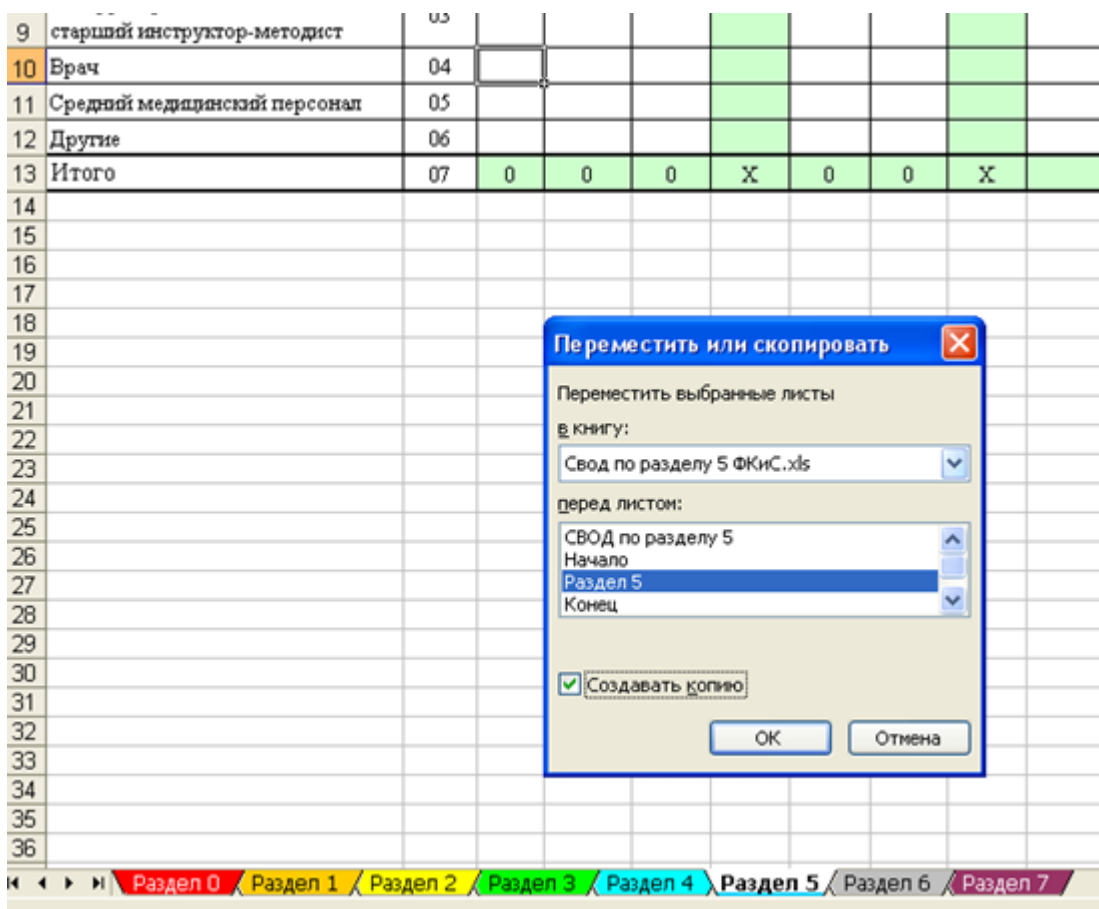 03
9 старший инструктор-методист
10 Врач 04
11 Средний медицинский персонал 05
12 Другие 06
13 Итого 07 0 0 0 X 0 0 X
14
15
16
17
18
Переместить или скопировать
19
20
Переместить выбранные листы
21
в книгу:
22
23 Свод по разделу 5 ФКиС.xls
24
перед листом:
25
СВОД по разделу 5
26 Начало
27 Раздел 5
28 Конец
29
30
Создавать копию
31
32 ОК Отмена
33
34
35
36
Раздел 0 Раздел 1 Раздел 2 Раздел 3 Раздел 4 Раздел 5 Раздел 6 Раздел 7